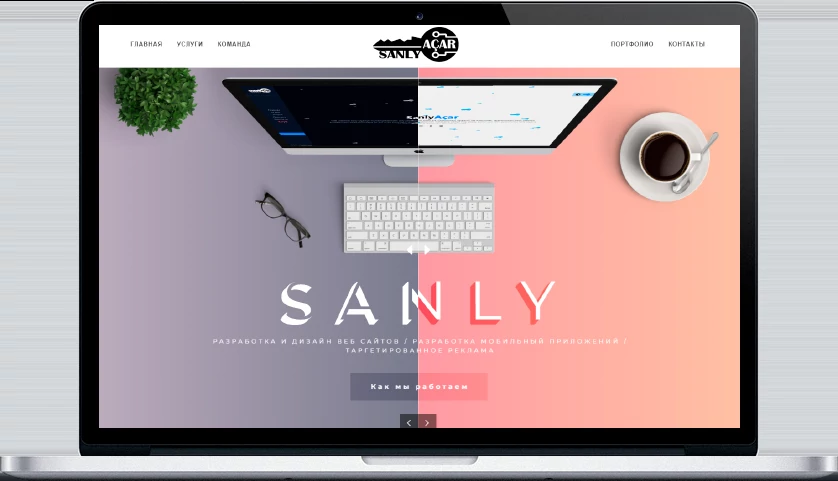 ГЛАВНАЯ УСЛУГИ КОМАНДА
SANLY AÇAR
ПОРТФОЛИО КОНТАКТЫ
SanlyAçar
SANLY
РАЗРАБОТКА И ДИЗАЙН ВЕБ САЙТОВ / РАЗРАБОТКА МОБИЛЬНЫЙ ПРИЛОЖЕНИЙ /
ТАРГЕТИРОВАННОЕ РЕКЛАМА
Как мы работаем